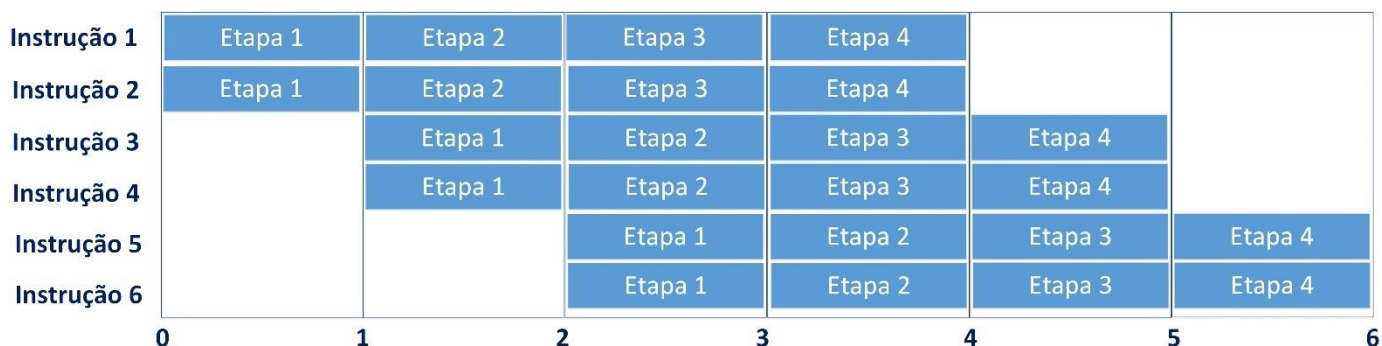 Instrução 1 Etapa 1 Etapa 2 Etapa 3 Etapa 4
Instrução 2 Etapa 1 Etapa 2 Etapa 3 Etapa 4
Instrução 3 Etapa 1 Etapa 2 Etapa 3 Etapa 4
Instrução 4 Etapa 1 Etapa 2 Etapa 3 Etapa 4
Instrução 5 Etapa 1 Etapa 2 Etapa 3 Etapa 4
Instrução 6 Etapa 1 Etapa 2 Etapa 3 Etapa 4
0 1 2 3 4 5 6